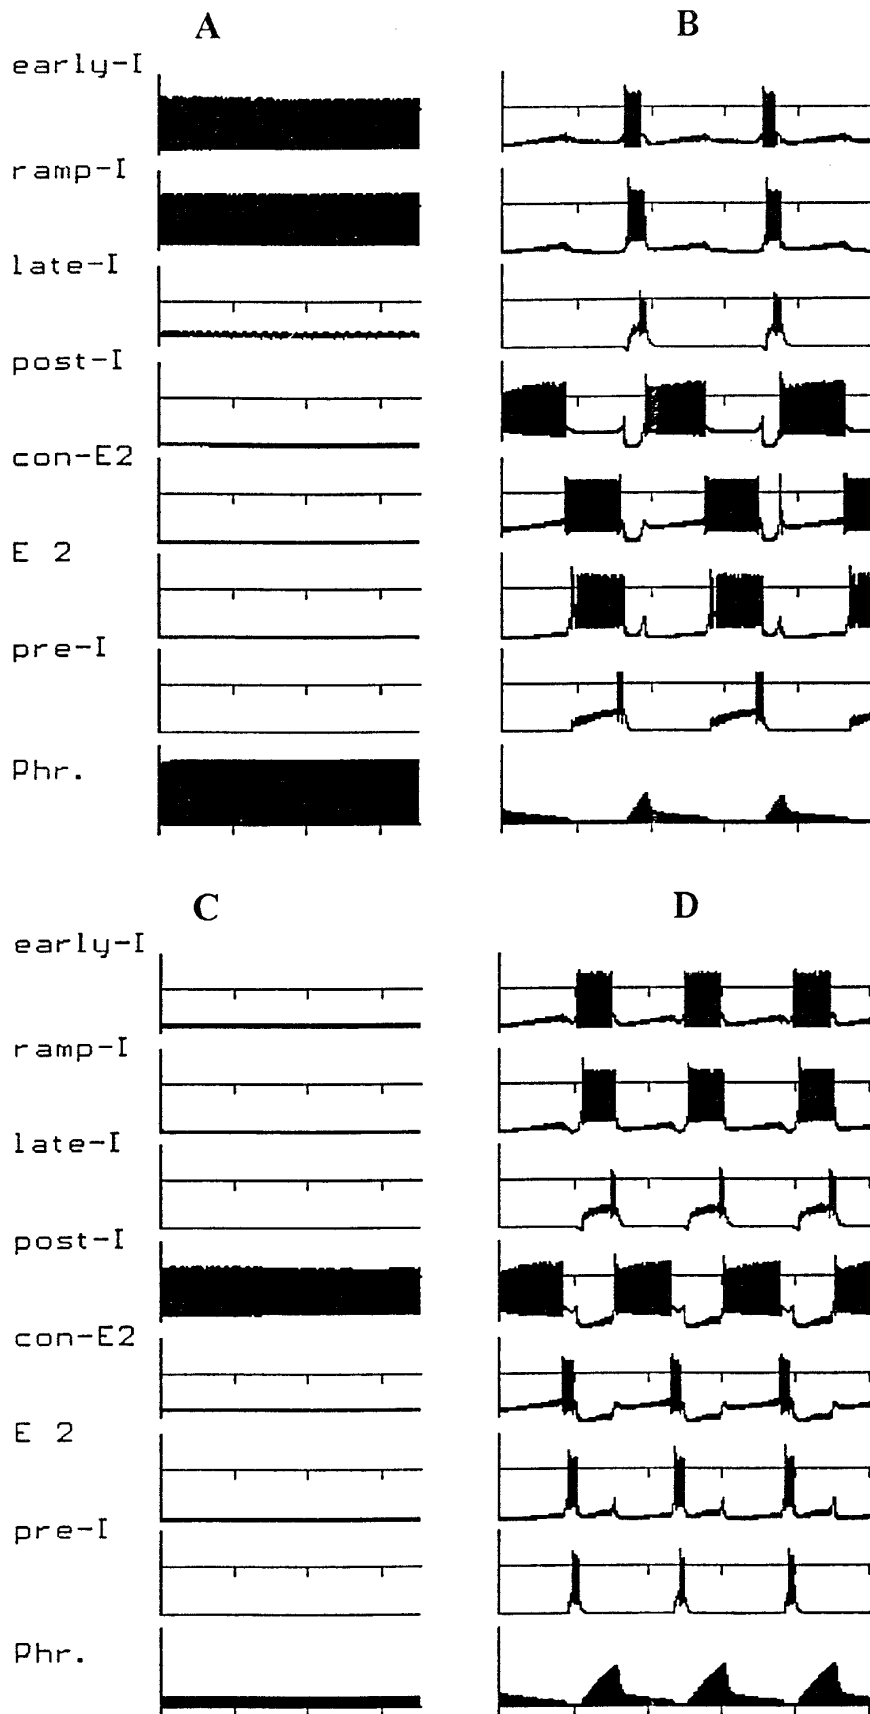 A B
early-I
ramp-I
late-I
post-I
con-E2
E 2
pre-I
Phr.
C D
early-I
ramp-I
late-I
post-I
con-E2
E 2
pre-I
Phr.